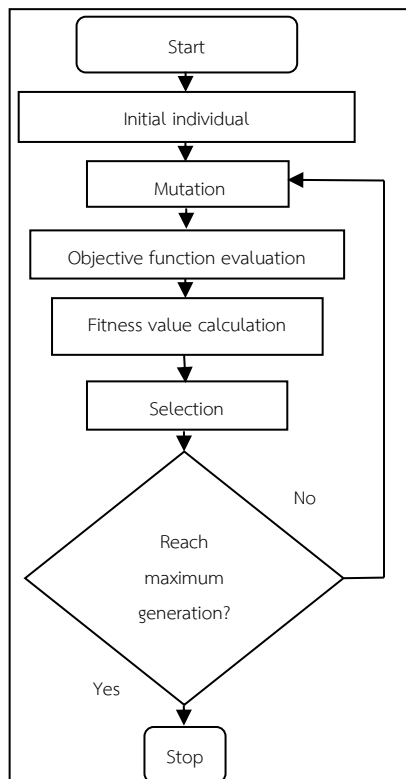 Start
Initial individual
Mutation
Objective function evaluation
Fitness value calculation
Selection
No
Reach
maximum
generation?
Yes
Stop